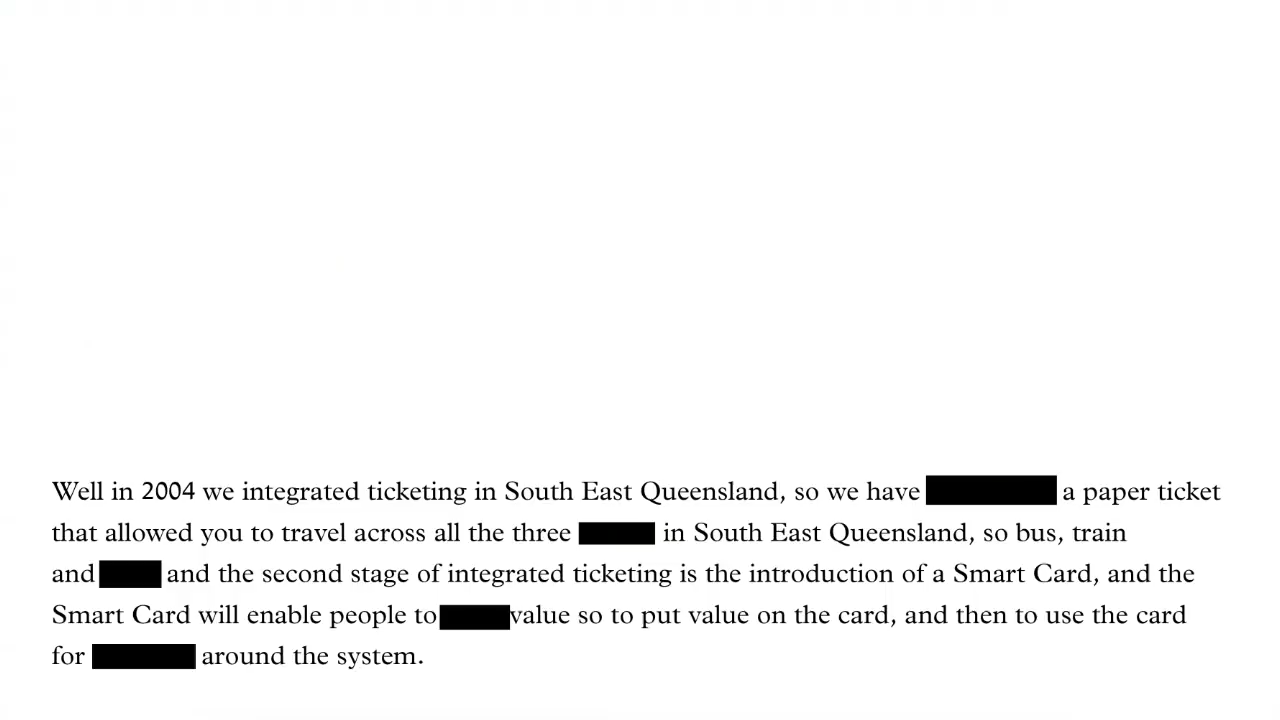 Well in 2004 we integrated ticketing in South East Queensland, so we have a paper ticket
that allowed you to travel across all the three in South East Queensland, so bus, train
and and the second stage of integrated ticketing is the introduction of a Smart Card, and the
Smart Card will enable people to value so to put value on the card, and then to use the card
for around the system.